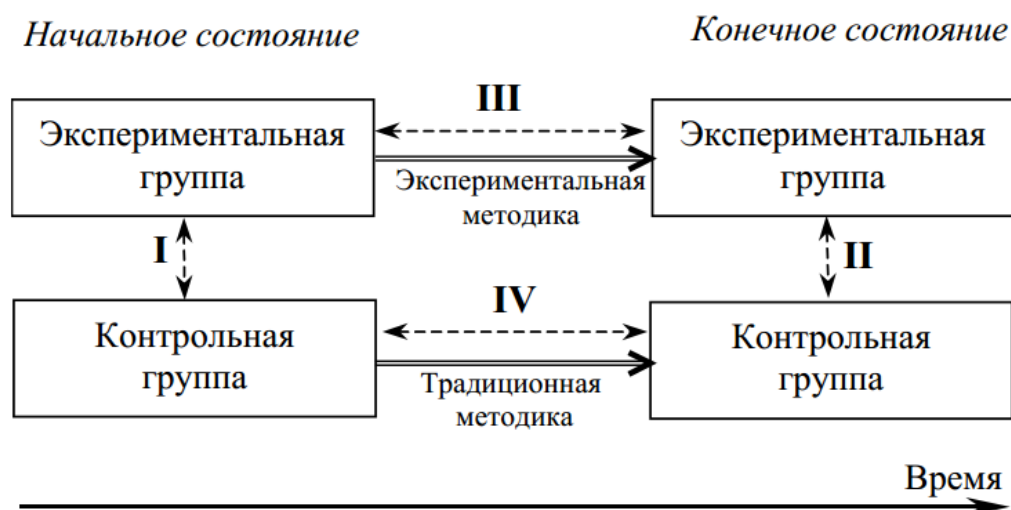 Начальное состояние
Конечное состояние
Экспериментальная
группа
III
Экспериментальная
методика
Экспериментальная
группа
I
II
Контрольная
группа
IV
Традиционная
методика
Контрольная
группа
Время